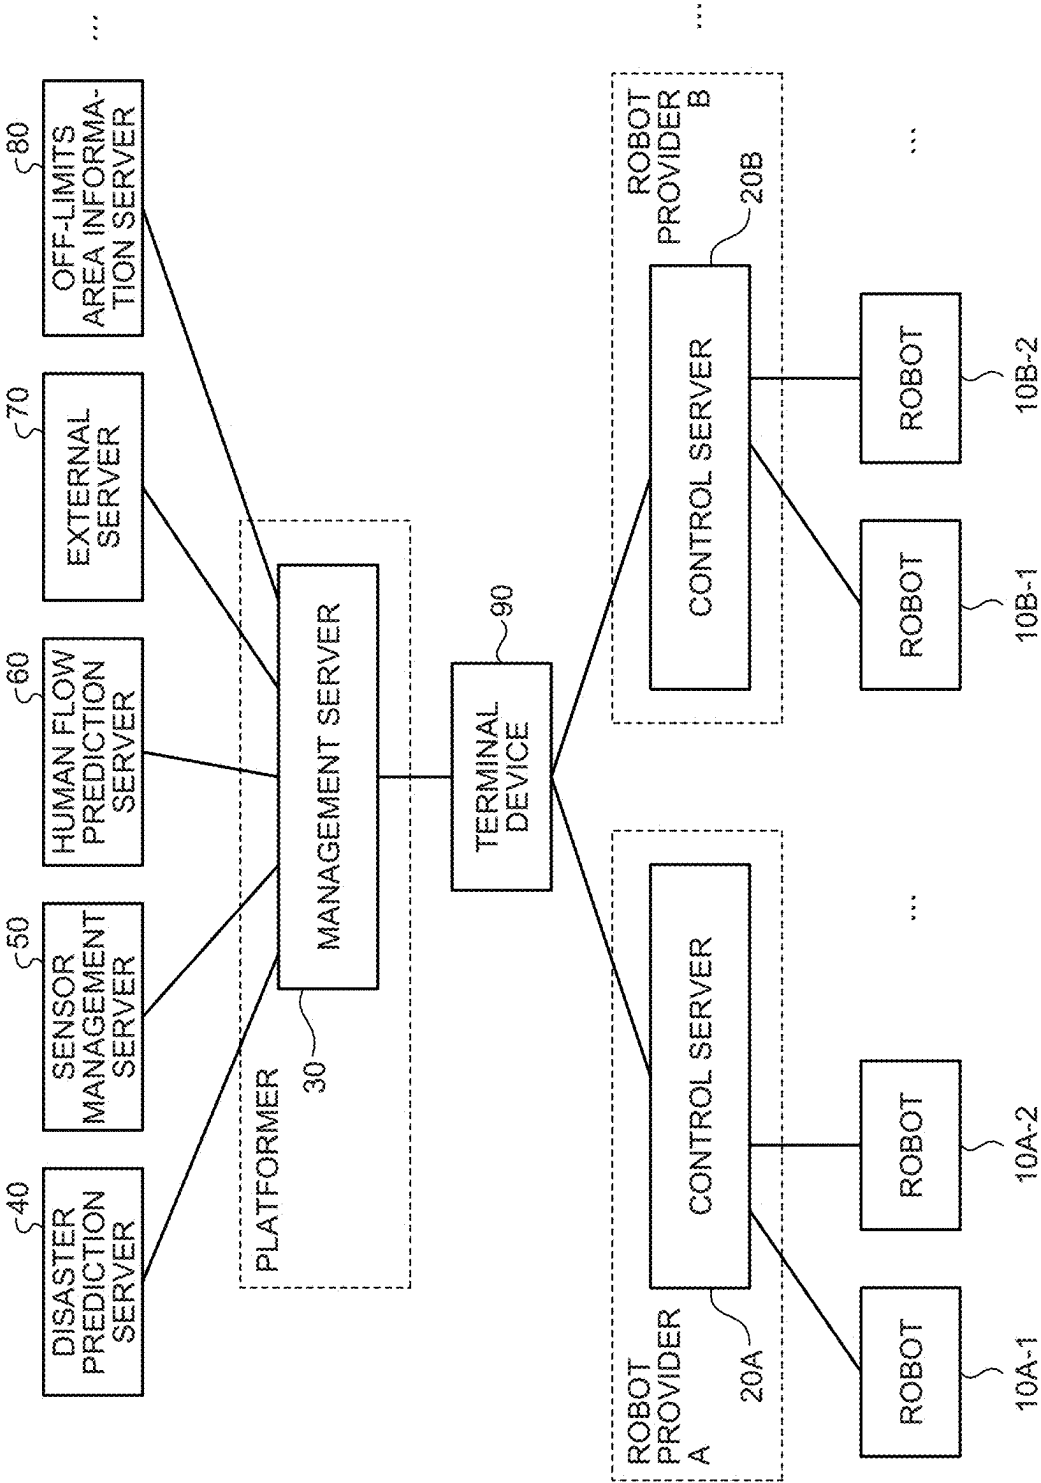 40
50
60
70
80
DISASTER
PREDICTION
SERVER
SENSOR
MANAGEMENT
SERVER
HUMAN FLOW
PREDICTION
SERVER
EXTERNAL
SERVER
OFF-LIMITS
AREA INFORMA-
TION SERVER
...
PLATFORMER
30
MANAGEMENT SERVER
TERMINAL
DEVICE
90
ROBOT
PROVIDER
A
20A
CONTROL SERVER
ROBOT
PROVIDER
B
20B
CONTROL SERVER
...
ROBOT
ROBOT
...
ROBOT
ROBOT
...
10A-1
10A-2
10B-1
10B-2